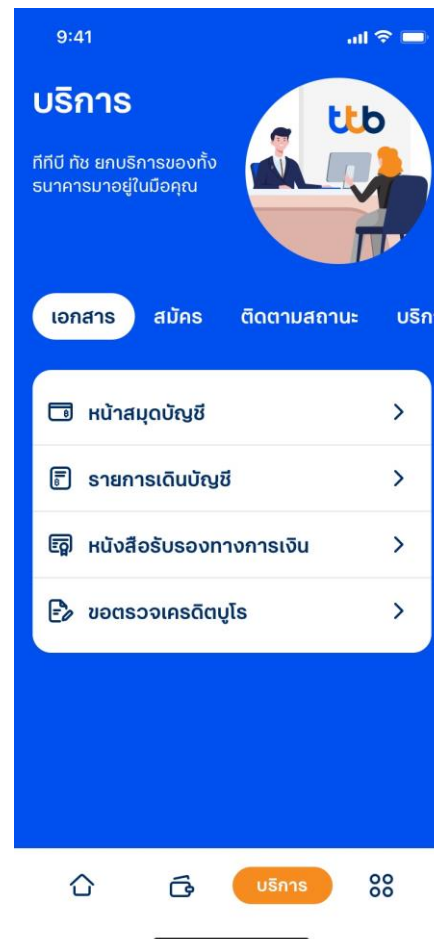 9:41
บริการ
ttb
ทีทีบี ทัช ยกบริการของทั้ง
ธนาคารมาอยู่ในมือคุณ
เอกสาร สมัคร ติดตามสถานะ บริก
หน้าสมุดบัญชี
รายการเดินบัญชี
หนังสือรับรองทางการเงิน
ขอตรวจเครดิตบูโร
บริการ